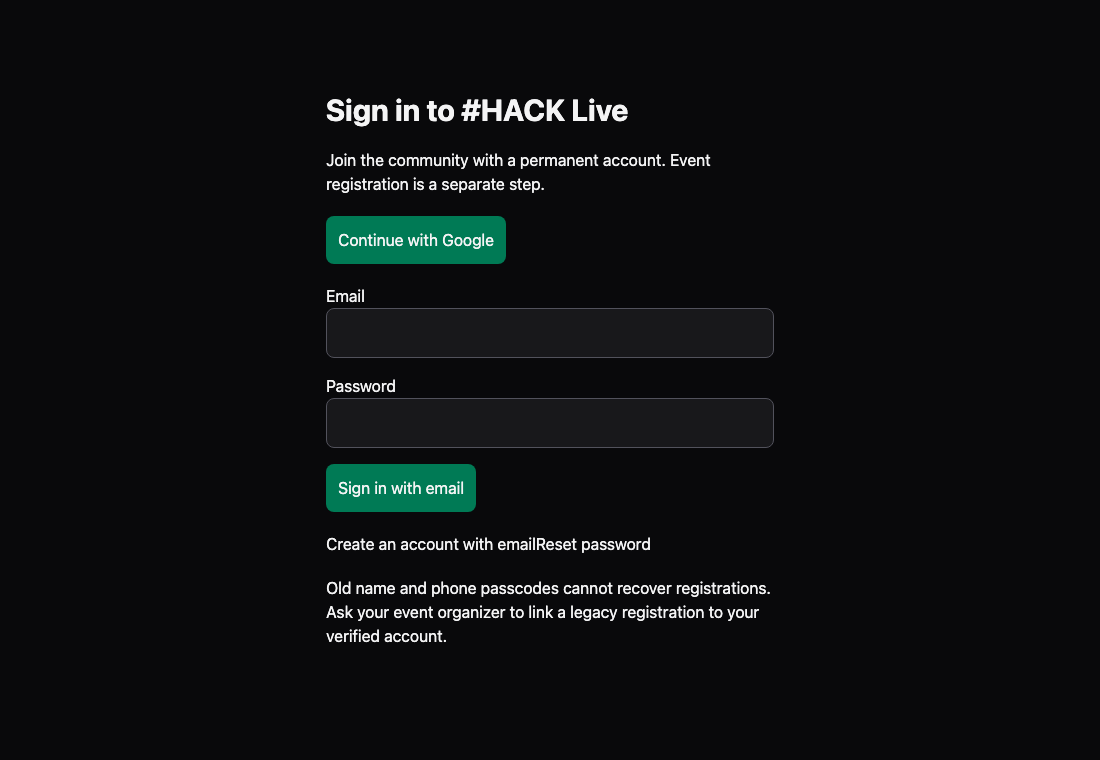 Sign in to #HACK Live
Join the community with a permanent account. Event
registration is a separate step.
Continue with Google
Email
Password
Sign in with email
Create an account with emailReset password
Old name and phone passcodes cannot recover registrations.
Ask your event organizer to link a legacy registration to your
verified account.